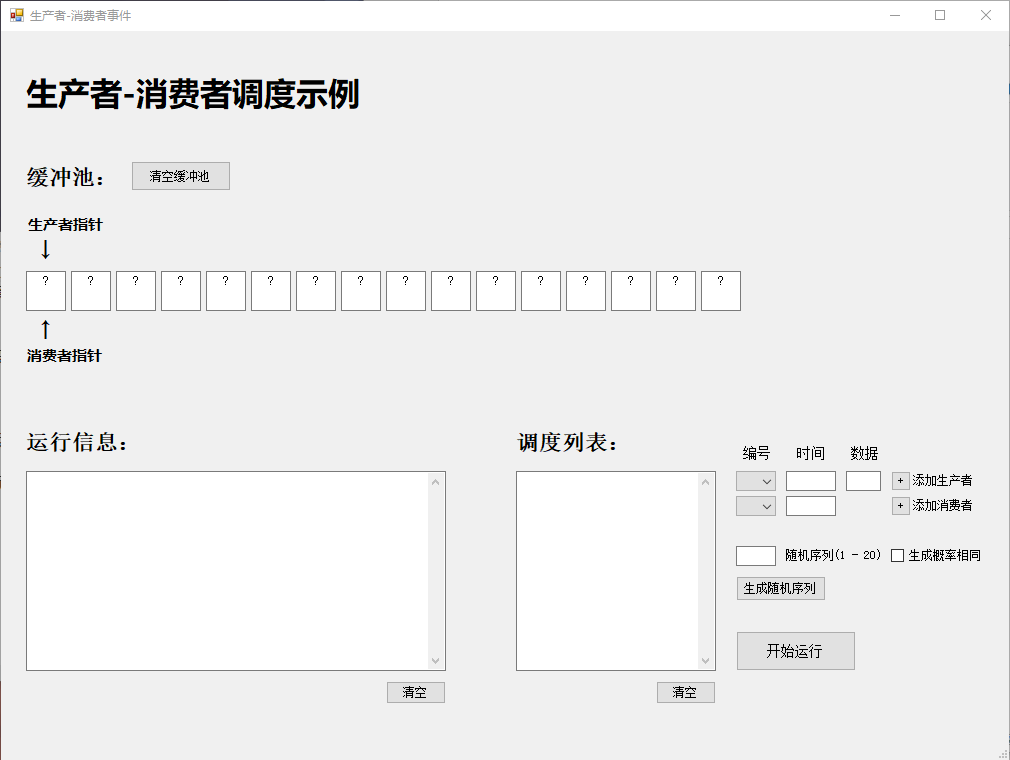 生产者-消费者事件
生产者-消费者调度示例
缓冲池： 清空缓冲池
生产者指针
↓
? ? ? ? ? ? ? ? ? ? ? ? ? ? ? ?
↑
消费者指针
运行信息： 调度列表：
编号 时间 数据
+ 添加生产者
+ 添加消费者
随机序列(1 - 20) 生成概率相同
生成随机序列
开始运行
清空 清空